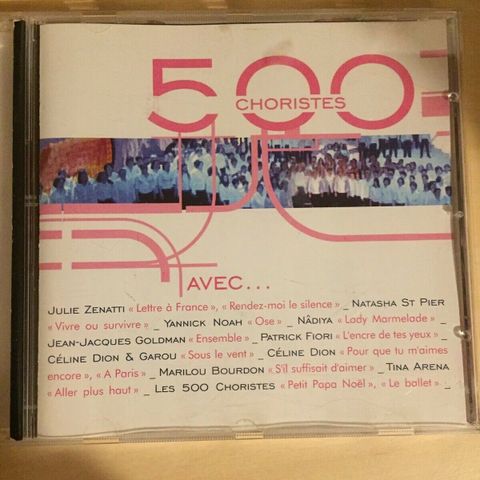 500
CHORISTES
AVEC...
JULIE ZENATTI « Lettre à France », « Rendez-moi le silence » _ NATASHA ST PIER
« Vivre ou survivre » _ YANNICK NOAH « Ose » _ NÂDIYA « Lady Marmelade » _
JEAN-JACQUES GOLDMAN « Ensemble » _ PATRICK FIORI « L'encre de tes yeux » _
CÉLINE DION & GAROU « Sous le vent » _ CÉLINE DION « Pour que tu m'aimes
encore », « A Paris » _ MARILOU BOURDON « S'il suffisait d'aimer » _ TINA ARENA
« Aller plus haut » _ LES 500 CHORISTES « Petit Papa Noël », « Le ballet » _